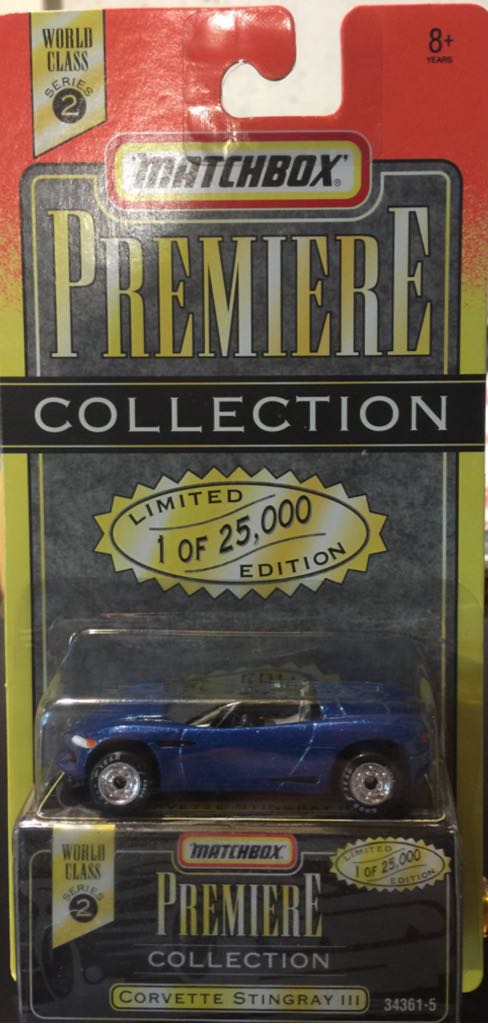 WORLD
CLASS
SERIES
2
8+
YEARS
MATCHBOX®
PREMIERE
COLLECTION
LIMITED
1 OF 25,000
EDITION
WORLD
CLASS
SERIES
2
MATCHBOX
PREMIERE
COLLECTION
LIMITED
1 OF 25,000
EDITION
CORVETTE STINGRAY III
34361-5